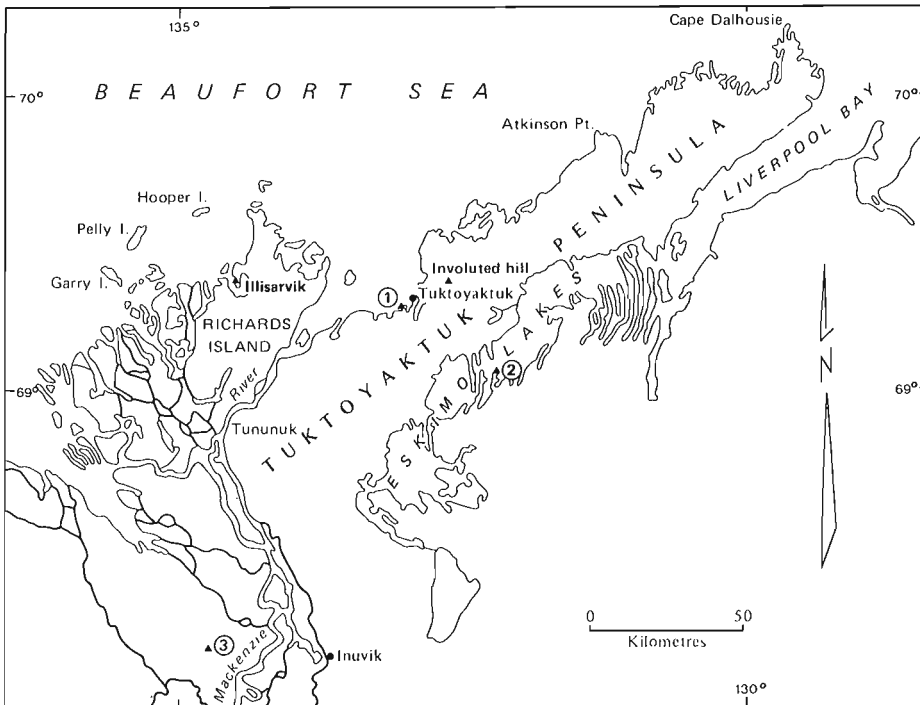 135°
Cape Dalhousie
70°
BEAUFORT SEA
70°
Atkinson Pt.
LIVERPOOL BAY
Hooper I.
Pelly I.
Garry I.
Illisarvik
Involuted hill
1
Tuktoyaktuk
RICHARDS
ISLAND
TUKTOYAKTUK PENINSULA
ESKIMO LAKES
2
River
69°
69°
Tununuk
N
0 50
Kilometres
3
Mackenzie
Inuvik
130°